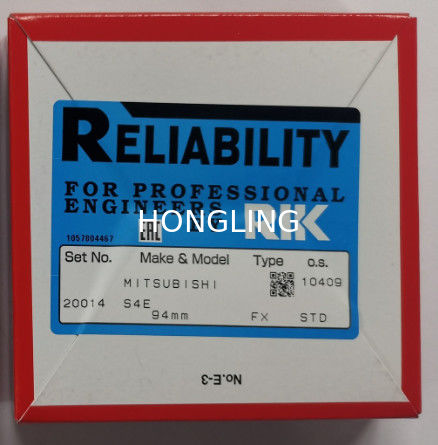 RELIABILITY
FOR PROFESSIONAL
ENGINEERS
HONGLING
RIK
1057804467
EAC
Set No. Make & Model Type o.s.
MITSUBISHI 10409
20014 S4E
94mm FX STD
No.E-3